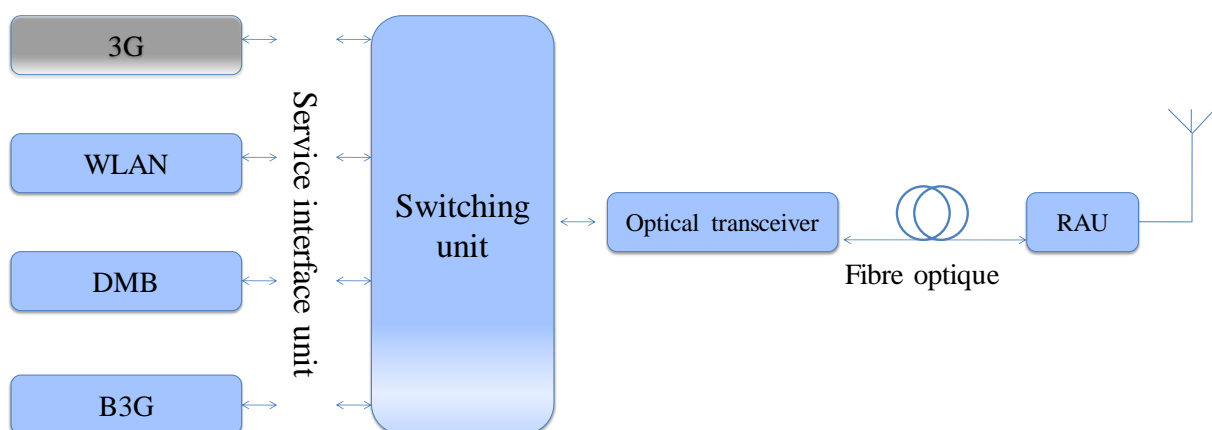 3G
WLAN
DMB
B3G
Service interface unit
Switching
unit
Optical transceiver
Fibre optique
RAU